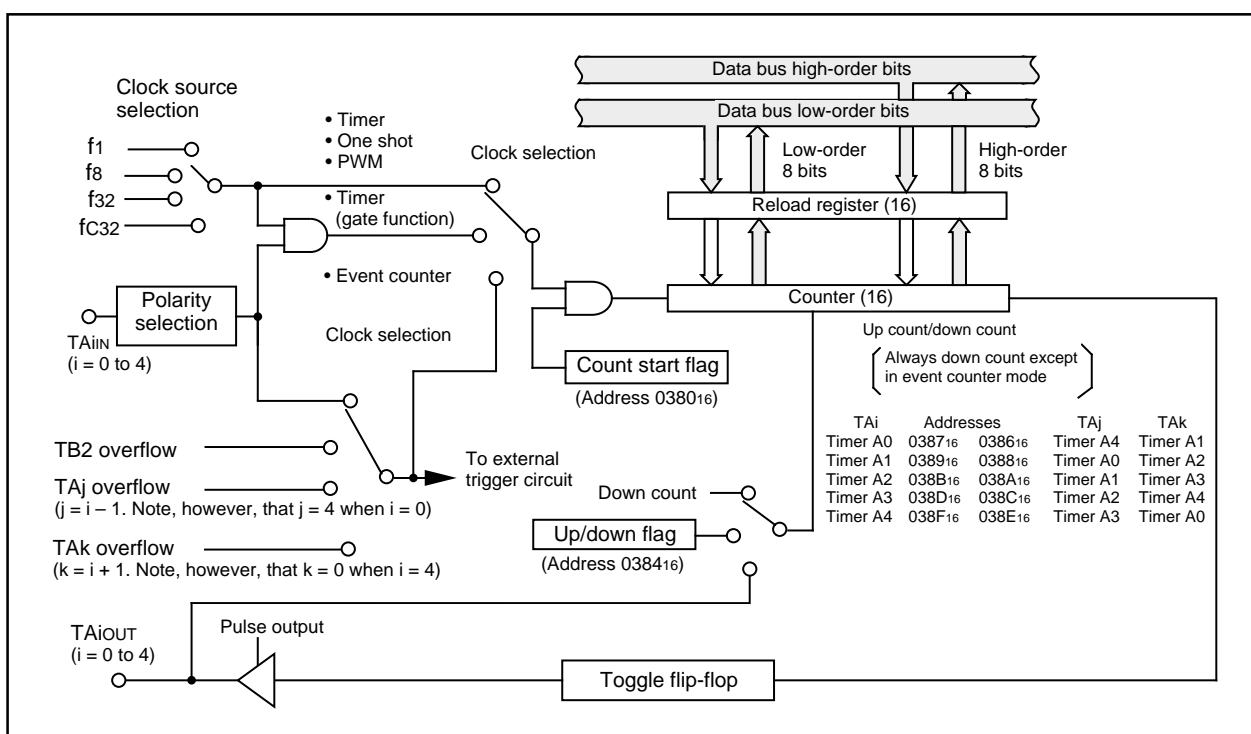 Clock source
selection
f1
f8
f32
fC32
• Timer
• One shot
• PWM
Clock selection
• Timer
(gate function)
• Event counter
Polarity
selection
TAiIN
(i = 0 to 4)
Clock selection
TB2 overflow
TAj overflow
(j = i – 1. Note, however, that j = 4 when i = 0)
TAk overflow
(k = i + 1. Note, however, that k = 0 when i = 4)
To external
trigger circuit
Data bus high-order bits
Data bus low-order bits
Low-order
8 bits
High-order
8 bits
Reload register (16)
Counter (16)
Count start flag
(Address 038016)
Up count/down count
Always down count except
in event counter mode
TAi Addresses TAj TAk
Timer A0 038716 038616 Timer A4 Timer A1
Timer A1 038916 038816 Timer A0 Timer A2
Timer A2 038B16 038A16 Timer A1 Timer A3
Timer A3 038D16 038C16 Timer A2 Timer A4
Timer A4 038F16 038E16 Timer A3 Timer A0
Down count
Up/down flag
(Address 038416)
TAiOUT
(i = 0 to 4)
Pulse output
Toggle flip-flop